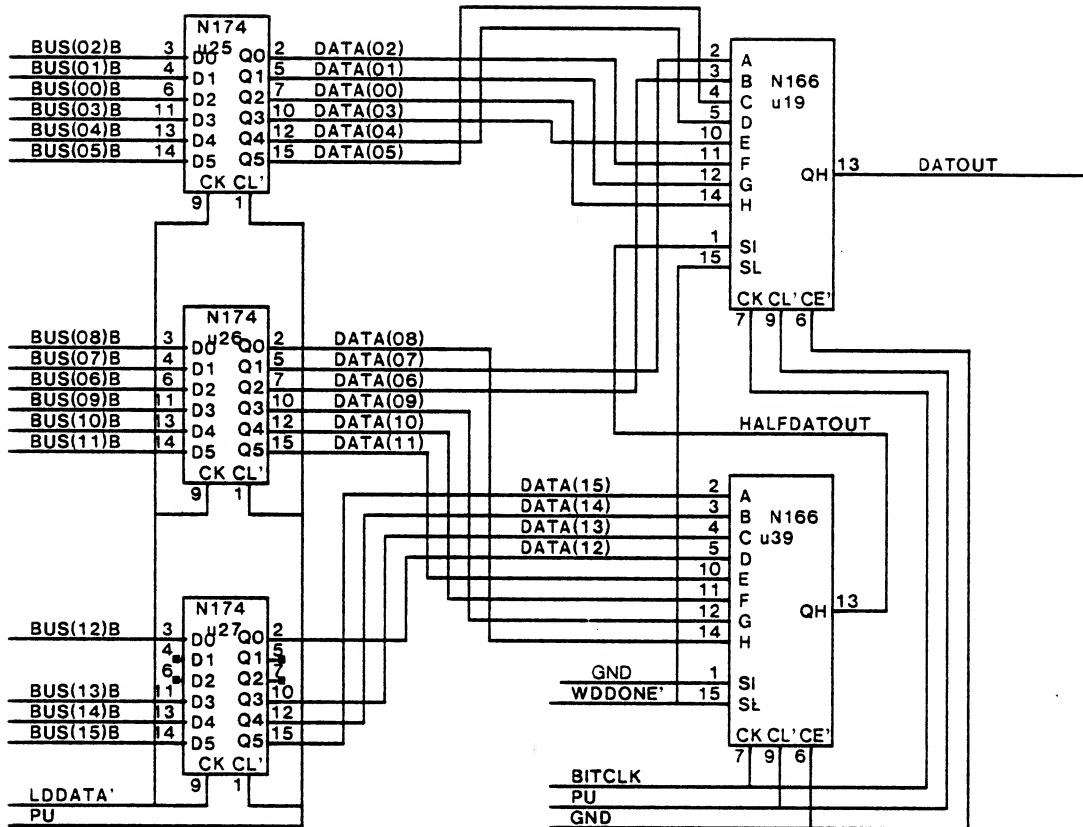 N174
u25
BUS(02)B 3 D0 Q0 2 DATA(02)
BUS(01)B 4 D1 Q1 5 DATA(01)
BUS(00)B 6 D2 Q2 7 DATA(00)
BUS(03)B 11 D3 Q3 10 DATA(03)
BUS(04)B 13 D4 Q4 12 DATA(04)
BUS(05)B 14 D5 Q5 15 DATA(05)
CK CL'
9 1
N166
u19
2 A
3 B
4 C
5 D
10 E
11 F
12 G
14 H
QH 13 DATOUT
1 SI
15 SL
CK CL' CE'
7 9 6
N174
u26
BUS(08)B 3 D0 Q0 2 DATA(08)
BUS(07)B 4 D1 Q1 5 DATA(07)
BUS(06)B 6 D2 Q2 7 DATA(06)
BUS(09)B 11 D3 Q3 10 DATA(09)
BUS(10)B 13 D4 Q4 12 DATA(10)
BUS(11)B 14 D5 Q5 15 DATA(11)
CK CL'
9 1
HALFDATOUT
N166
u39
DATA(15) 2 A
DATA(14) 3 B
DATA(13) 4 C
DATA(12) 5 D
10 E
11 F
12 G
14 H
QH 13
GND 1 SI
WDDONE' 15 SL
CK CL' CE'
7 9 6
N174
u27
BUS(12)B 3 D0 Q0 2
4 D1 Q1 5
6 D2 Q2 7
BUS(13)B 11 D3 Q3 10
BUS(14)B 13 D4 Q4 12
BUS(15)B 14 D5 Q5 15
CK CL'
9 1
LDDATA'
PU
BITCLK
PU
GND